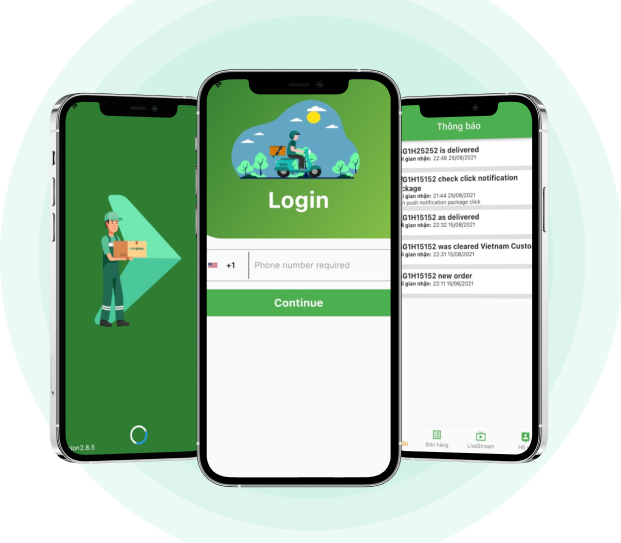 Login
+1 Phone number required
Continue
Thông báo
G1H25252 is delivered
gian nhận: 22:46 25/08/2021
G1H15152 check click notification
ckage
gian nhận: 21:44 25/08/2021
push notification package click
G1H15152 as delivered
gian nhận: 22:32 15/08/2021
G1H15152 was cleared Vietnam Custo
gian nhận: 22:31 15/08/2021
G1H15152 new order
gian nhận: 22:11 15/08/2021
Đơn hàng
LiveStream
sion2.8.5